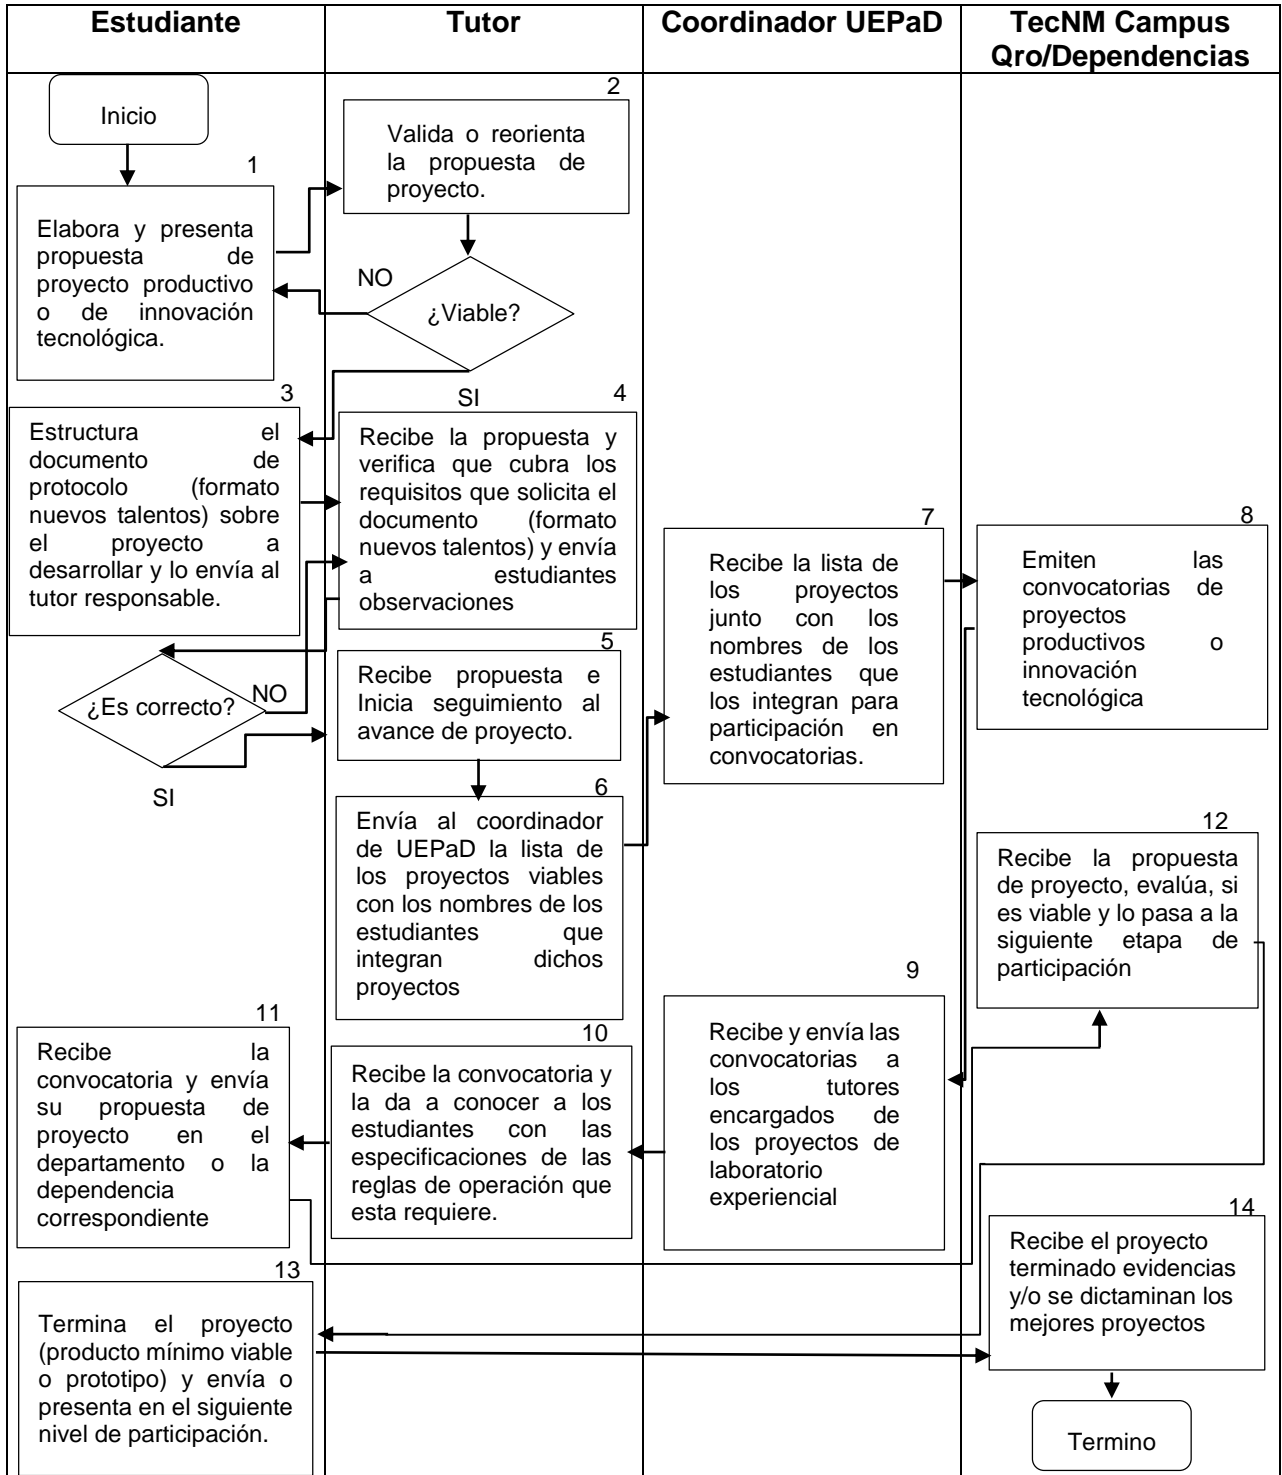 Estudiante
Tutor
Coordinador UEPaD
TecNM Campus
Qro/Dependencias
Inicio
1
Elabora y presenta
propuesta de
proyecto productivo
o de innovación
tecnológica.
2
Valida o reorienta
la propuesta de
proyecto.
NO
¿Viable?
SI
3
Estructura el
documento de
protocolo (formato
nuevos talentos) sobre
el proyecto a
desarrollar y lo envía al
tutor responsable.
4
Recibe la propuesta y
verifica que cubra los
requisitos que solicita el
documento (formato
nuevos talentos) y envía
a estudiantes
observaciones
¿Es correcto?
NO
SI
5
Recibe propuesta e
Inicia seguimiento al
avance de proyecto.
6
Envía al coordinador
de UEPaD la lista de
los proyectos viables
con los nombres de los
estudiantes que
integran dichos
proyectos
7
Recibe la lista de
los proyectos
junto con los
nombres de los
estudiantes que
los integran para
participación en
convocatorias.
8
Emiten las
convocatorias de
proyectos
productivos o
innovación
tecnológica
9
Recibe y envía las
convocatorias a
los tutores
encargados de
los proyectos de
laboratorio
experiencial
10
Recibe la convocatoria y
la da a conocer a los
estudiantes con las
especificaciones de las
reglas de operación que
esta requiere.
11
Recibe la
convocatoria y envía
su propuesta de
proyecto en el
departamento o la
dependencia
correspondiente
12
Recibe la propuesta
de proyecto, evalúa, si
es viable y lo pasa a la
siguiente etapa de
participación
13
Termina el proyecto
(producto mínimo viable
o prototipo) y envía o
presenta en el siguiente
nivel de participación.
14
Recibe el proyecto
terminado evidencias
y/o se dictaminan los
mejores proyectos
Termino